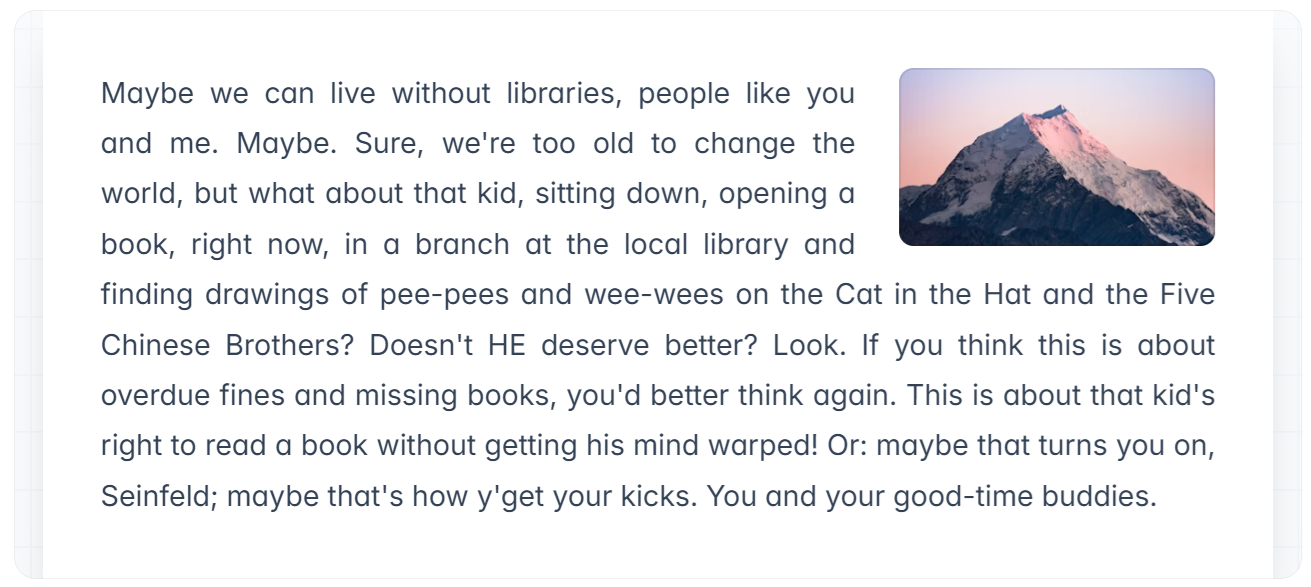 Maybe we can live without libraries, people like you
and me. Maybe. Sure, we're too old to change the
world, but what about that kid, sitting down, opening a
book, right now, in a branch at the local library and
finding drawings of pee-pees and wee-wees on the Cat in the Hat and the Five
Chinese Brothers? Doesn't HE deserve better? Look. If you think this is about
overdue fines and missing books, you'd better think again. This is about that kid's
right to read a book without getting his mind warped! Or: maybe that turns you on,
Seinfeld; maybe that's how y'get your kicks. You and your good-time buddies.